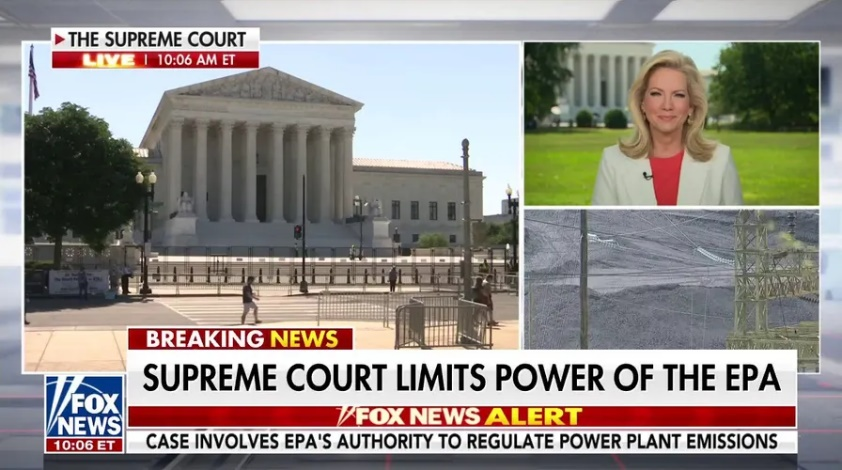 THE SUPREME COURT
LIVE | 10:06 AM ET
BREAKING NEWS
SUPREME COURT LIMITS POWER OF THE EPA
FOX NEWS ALERT
FOX
NEWS
10:06 ET
CASE INVOLVES EPA'S AUTHORITY TO REGULATE POWER PLANT EMISSIONS